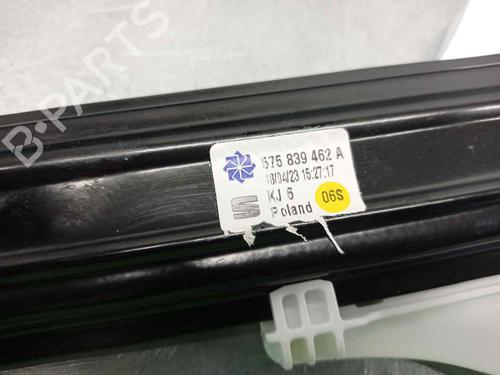 B-PARTS
575 839 462 A
18/04/23 15:27:17
KJ 6
06S
Poland